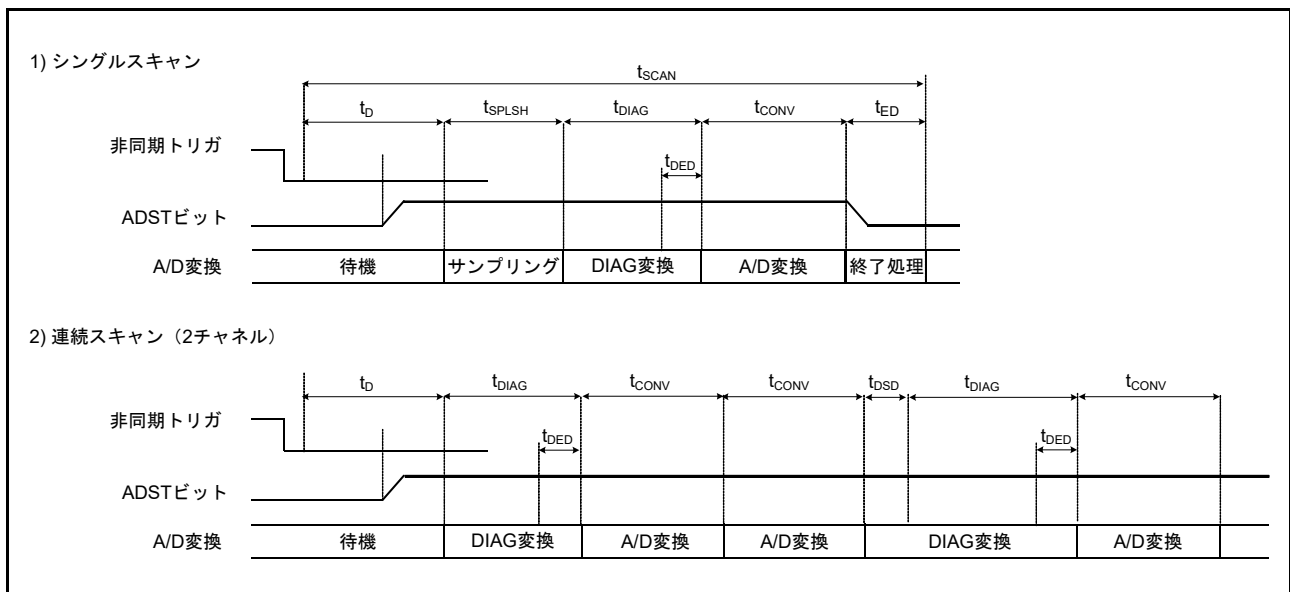 1) シングルスキャン
tSCAN
tD tSPLSH tDIAG tCONV tED
非同期トリガ
tDED
ADSTビット
A/D変換 待機 サンプリング DIAG変換 A/D変換 終了処理
2) 連続スキャン（2チャネル）
tD tDIAG tCONV tCONV tDSD tDIAG tCONV
非同期トリガ
tDED tDED
ADSTビット
A/D変換 待機 DIAG変換 A/D変換 A/D変換 DIAG変換 A/D変換